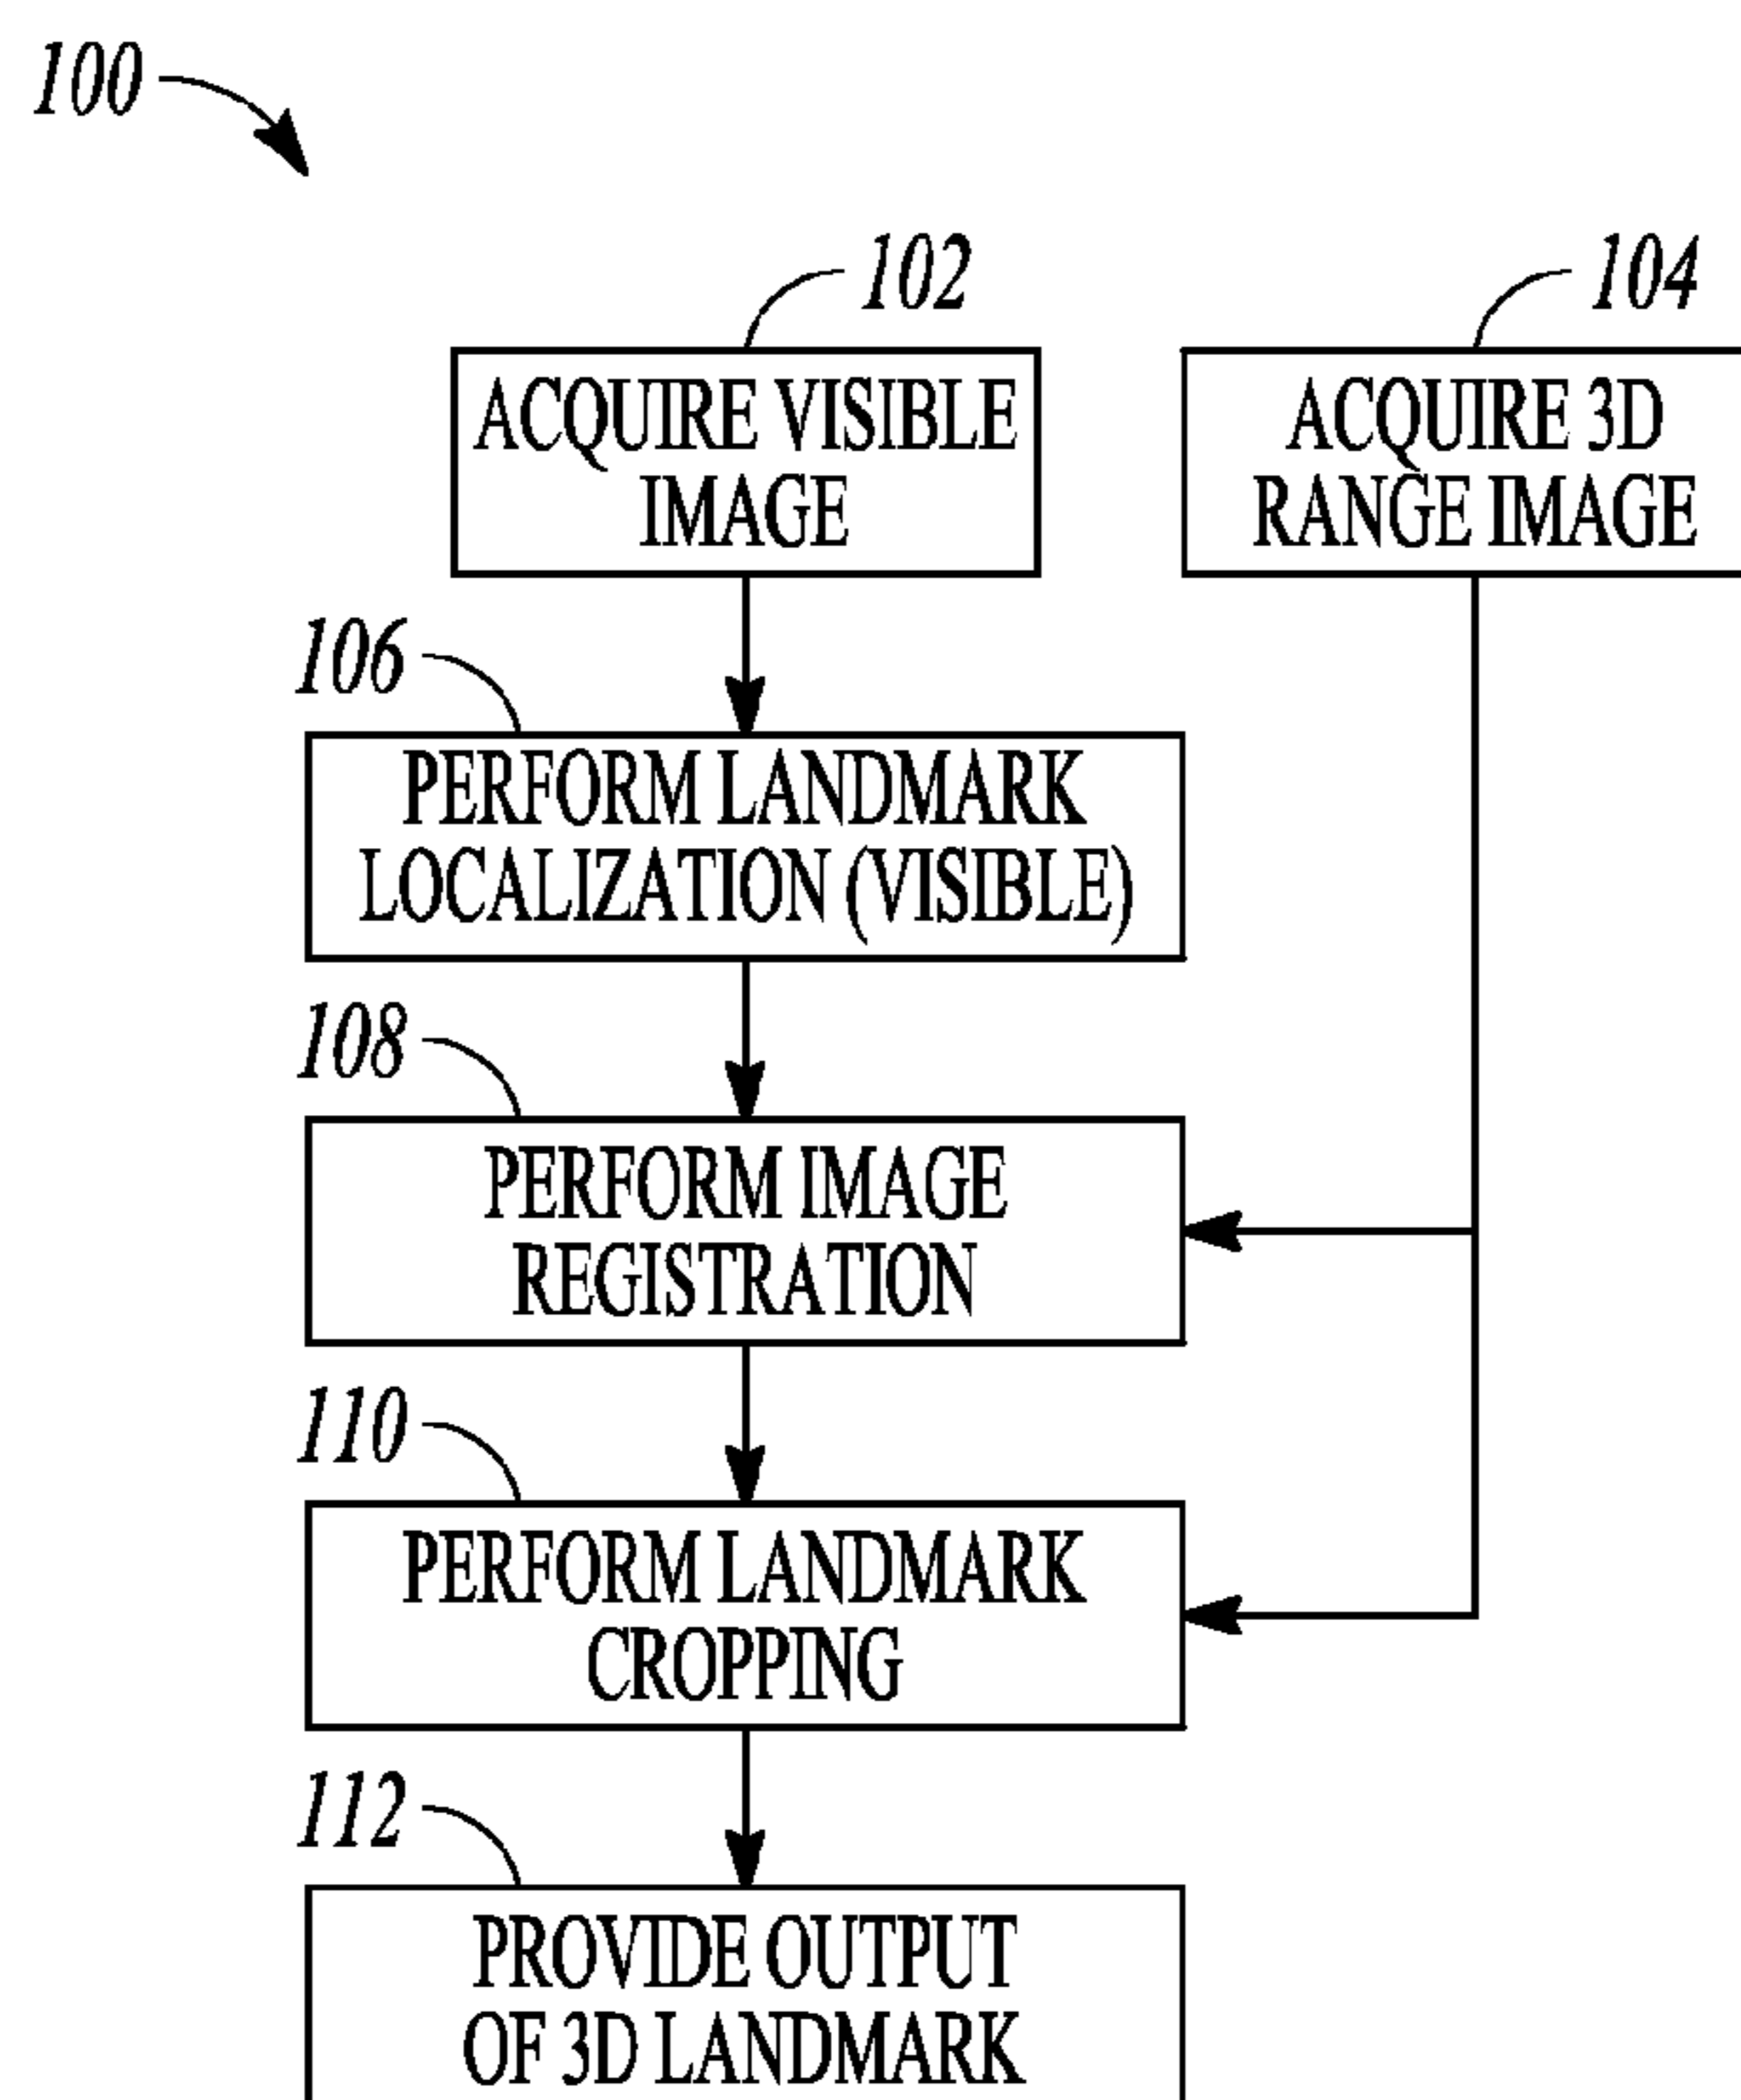 100
102
104
ACQUIRE VISIBLE
IMAGE
ACQUIRE 3D
RANGE IMAGE
106
PERFORM LANDMARK
LOCALIZATION (VISIBLE)
108
PERFORM IMAGE
REGISTRATION
110
PERFORM LANDMARK
CROPPING
112
PROVIDE OUTPUT
OF 3D LANDMARK